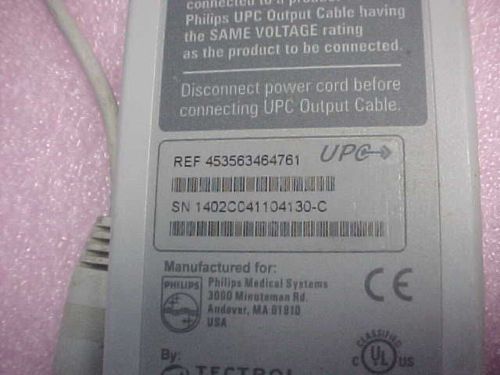 connected to a product
Philips UPC Output Cable having
the SAME VOLTAGE rating
as the product to be connected.
Disconnect power cord before
connecting UPC Output Cable.
REF 453563464761 UPC
SN 1402C041104130-C
Manufactured for:
PHILIPS
Philips Medical Systems
3000 Minuteman Rd.
Andover, MA 01810
USA
CE
CLASSIFIED
C UL US
By:
TECTROL